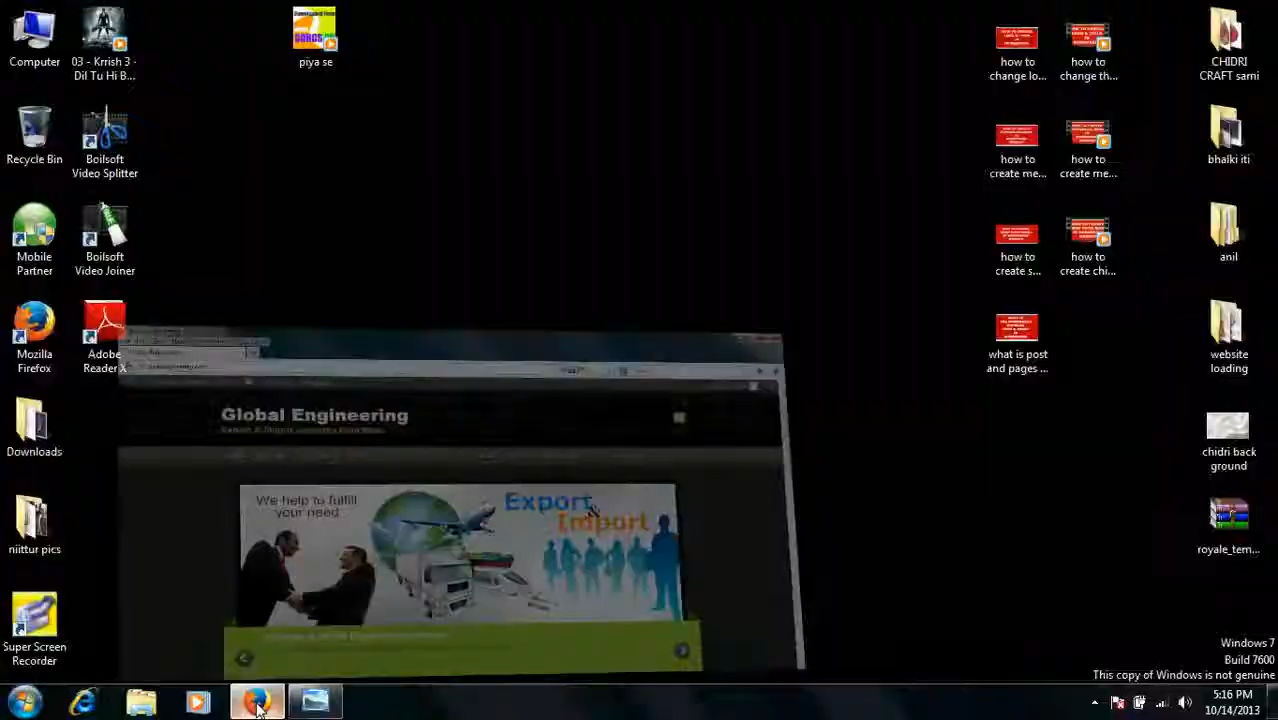 Computer
03 - Krrish 3 -
Dil Tu Hi B...
piya se
how to
change lo...
how to
change th...
CHIDRI
CRAFT sami
Recycle Bin
Boilsoft
Video Splitter
how to
create me...
how to
create me...
bhalki iti
Mobile
Partner
Boilsoft
Video Joiner
how to
create s...
how to
create chi...
anil
Mozilla
Firefox
Adobe
Reader X
what is post
and pages ...
website
loading
Downloads
Global Engineering
chidri back
ground
We help to fulfill
your need
Export
Import
niittur pics
royale_tem...
Super Screen
Recorder
Windows 7
Build 7600
This copy of Windows is not genuine
5:16 PM
10/14/2013